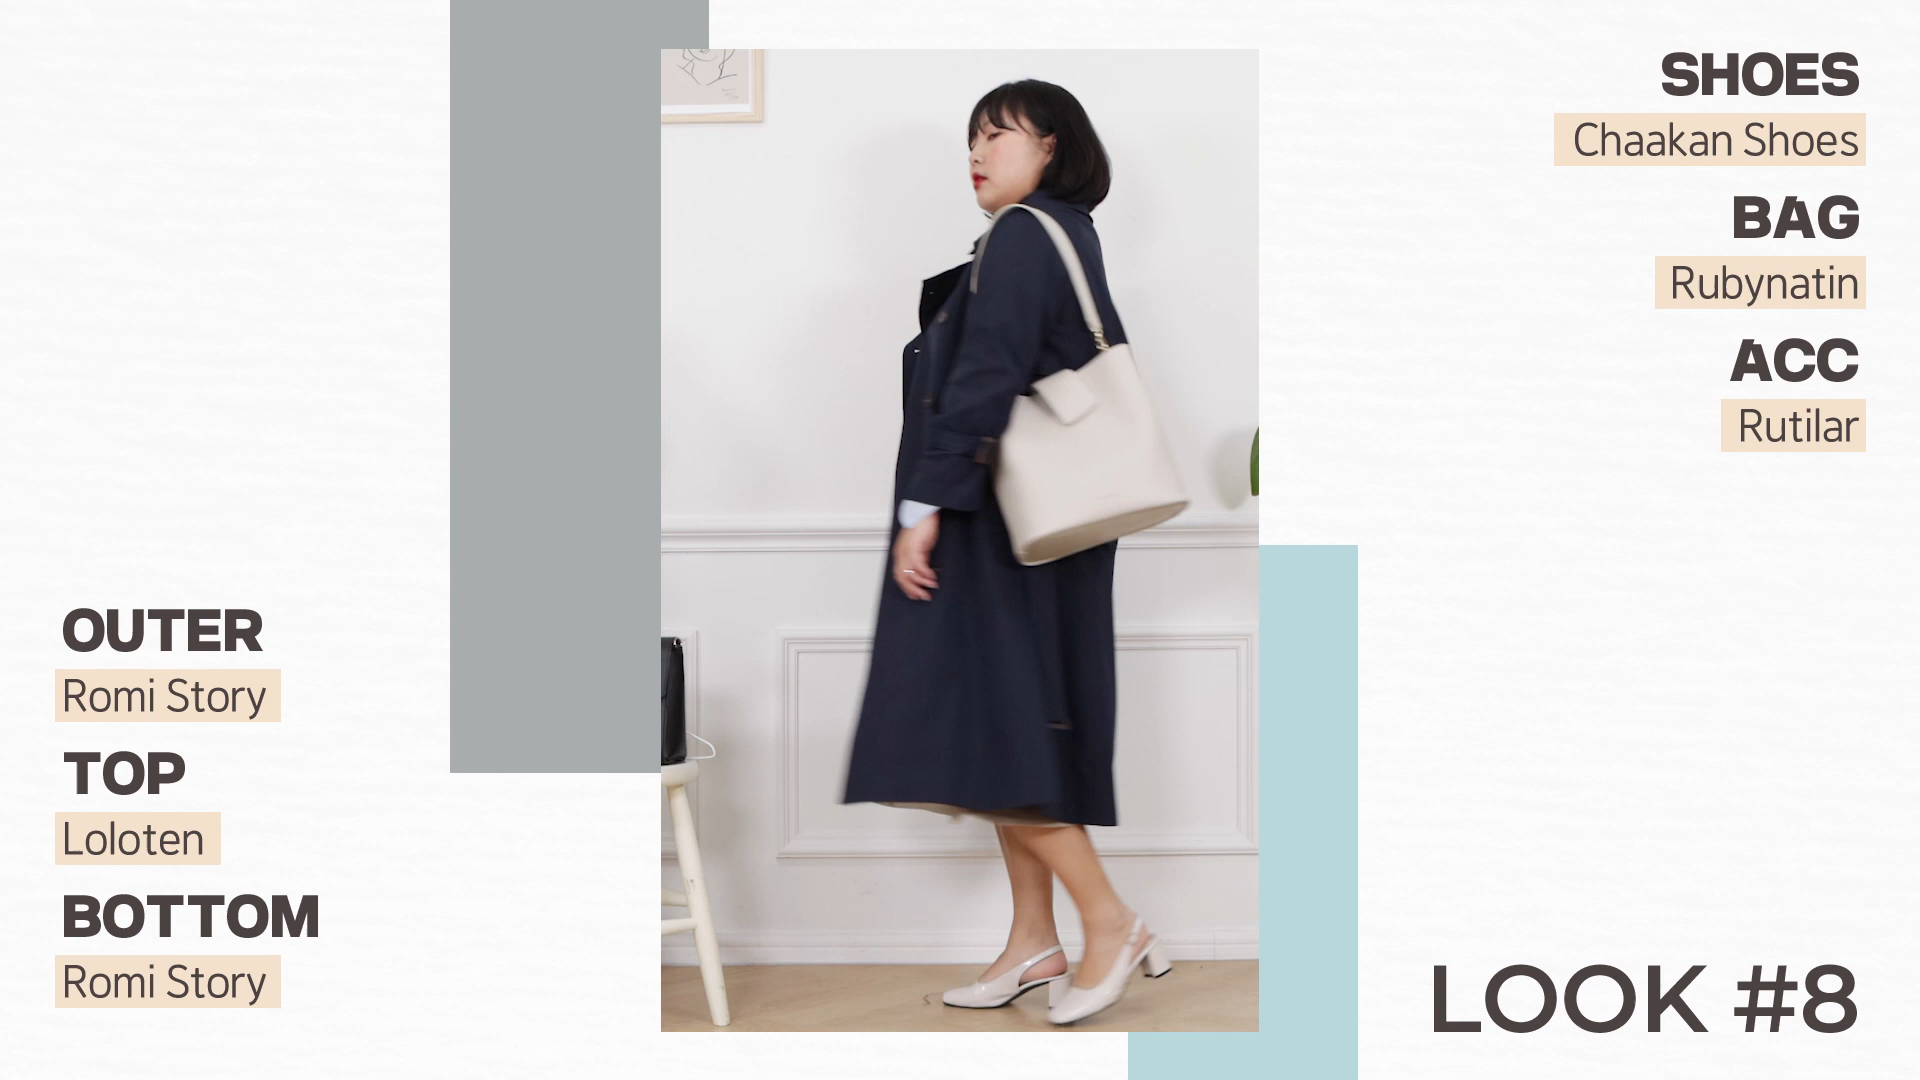 OUTER
Romi Story
TOP
Loloten
BOTTOM
Romi Story
SHOES
Chaakan Shoes
BAG
Rubynatin
ACC
Rutilar
LOOK #8